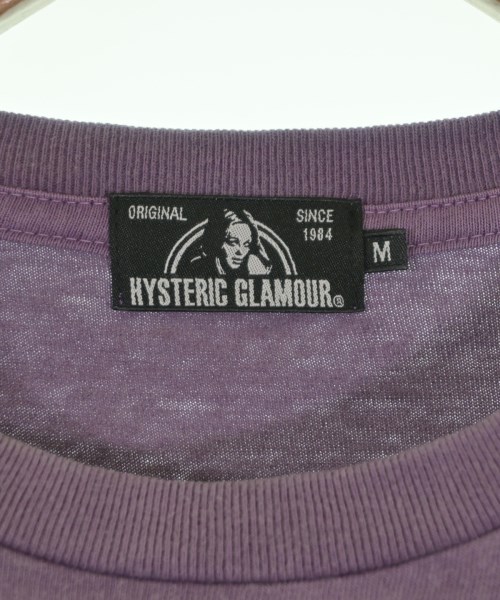 ORIGINAL SINCE
1984
HYSTERIC GLAMOUR®
M